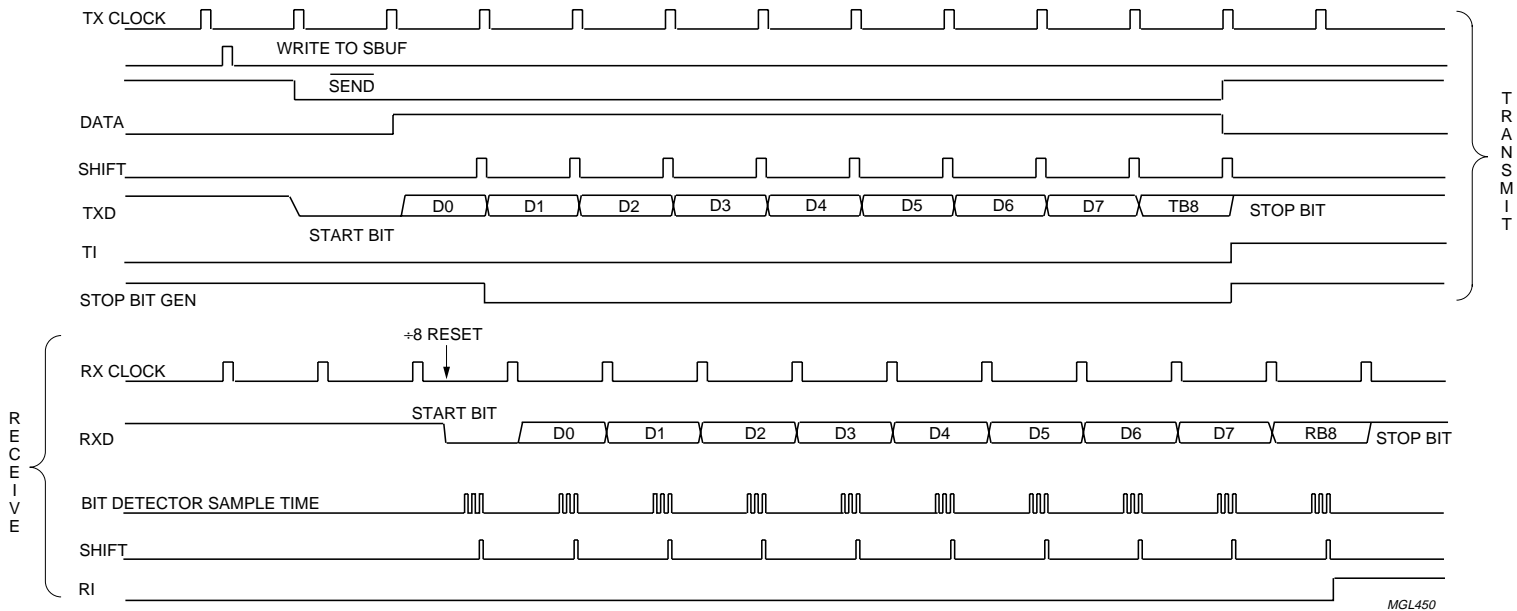 TX CLOCK
WRITE TO SBUF
SEND
DATA
SHIFT
TXD
D0 D1 D2 D3 D4 D5 D6 D7 TB8
START BIT
STOP BIT
TI
STOP BIT GEN
TRANSMIT
÷8 RESET
RX CLOCK
START BIT
RXD
D0 D1 D2 D3 D4 D5 D6 D7 RB8
STOP BIT
BIT DETECTOR SAMPLE TIME
SHIFT
RI
RECEIVE
MGL450